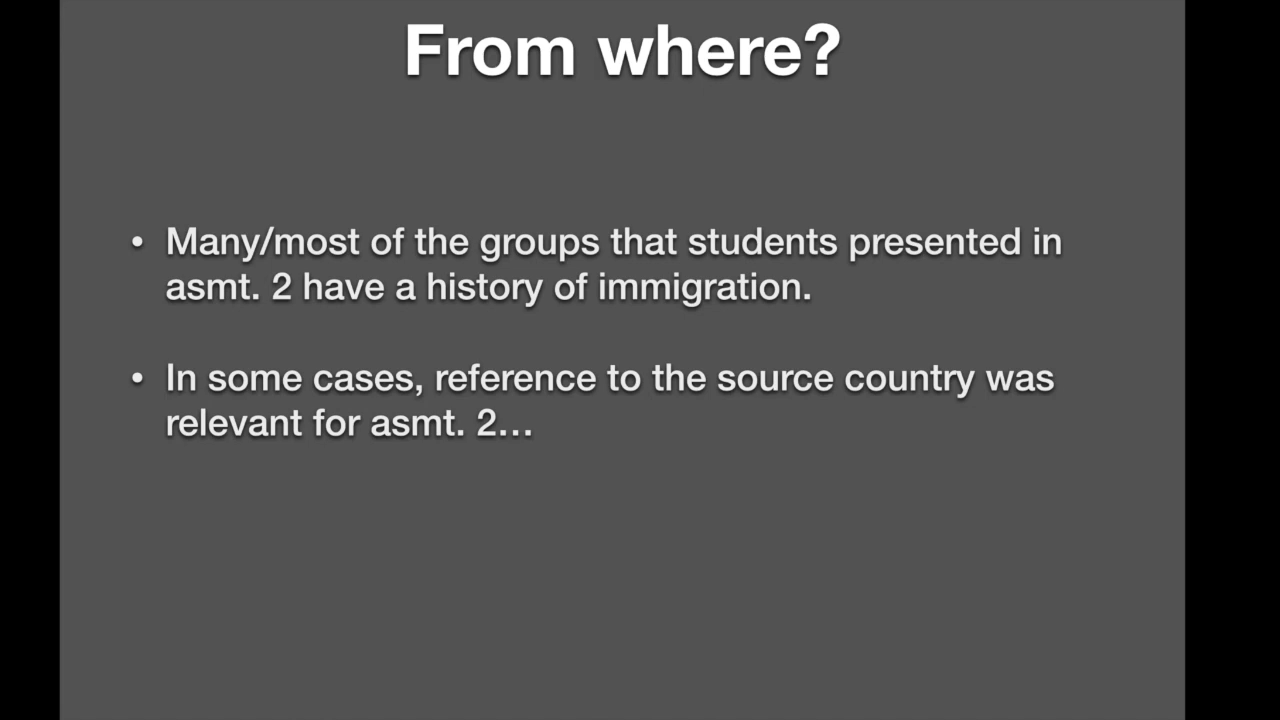 From where?
• Many/most of the groups that students presented in
asmt. 2 have a history of immigration.
• In some cases, reference to the source country was
relevant for asmt. 2…